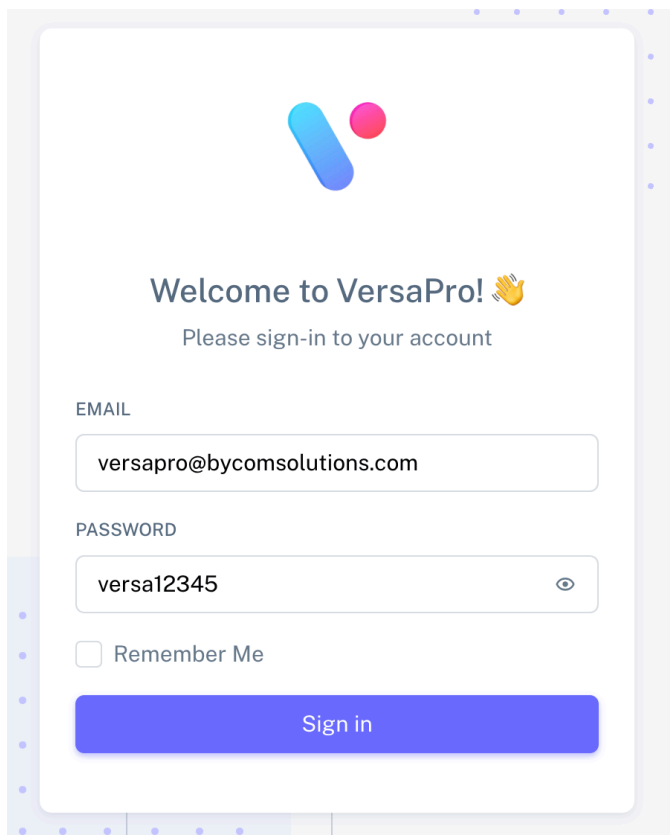 Welcome to VersaPro! 👋
Please sign-in to your account
EMAIL
versapro@bycomsolutions.com
PASSWORD
versa12345
Remember Me
Sign in